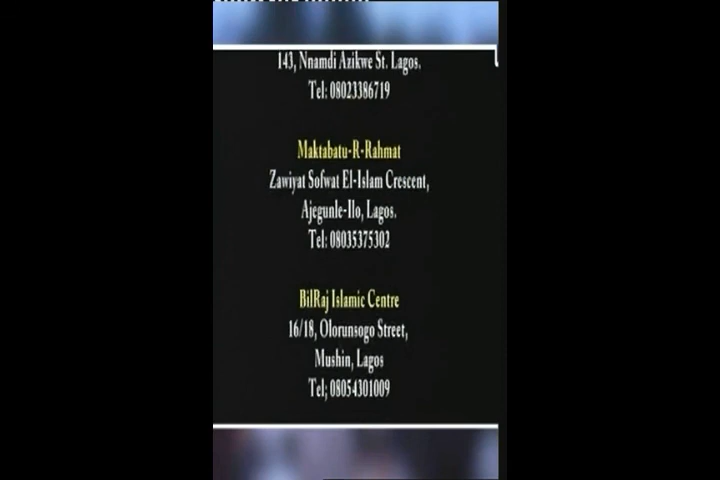 143, Nnamdi Azikwe St. Lagos.
Tel: 08023386719
Maktabatu-R-Rahmat
Zawiyat Sofwat El-Islam Crescent,
Ajegunle-Ilo, Lagos.
Tel: 08035375302
BilRaj Islamic Centre
16/18, Olorunsogo Street,
Mushin, Lagos
Tel; 08054301009